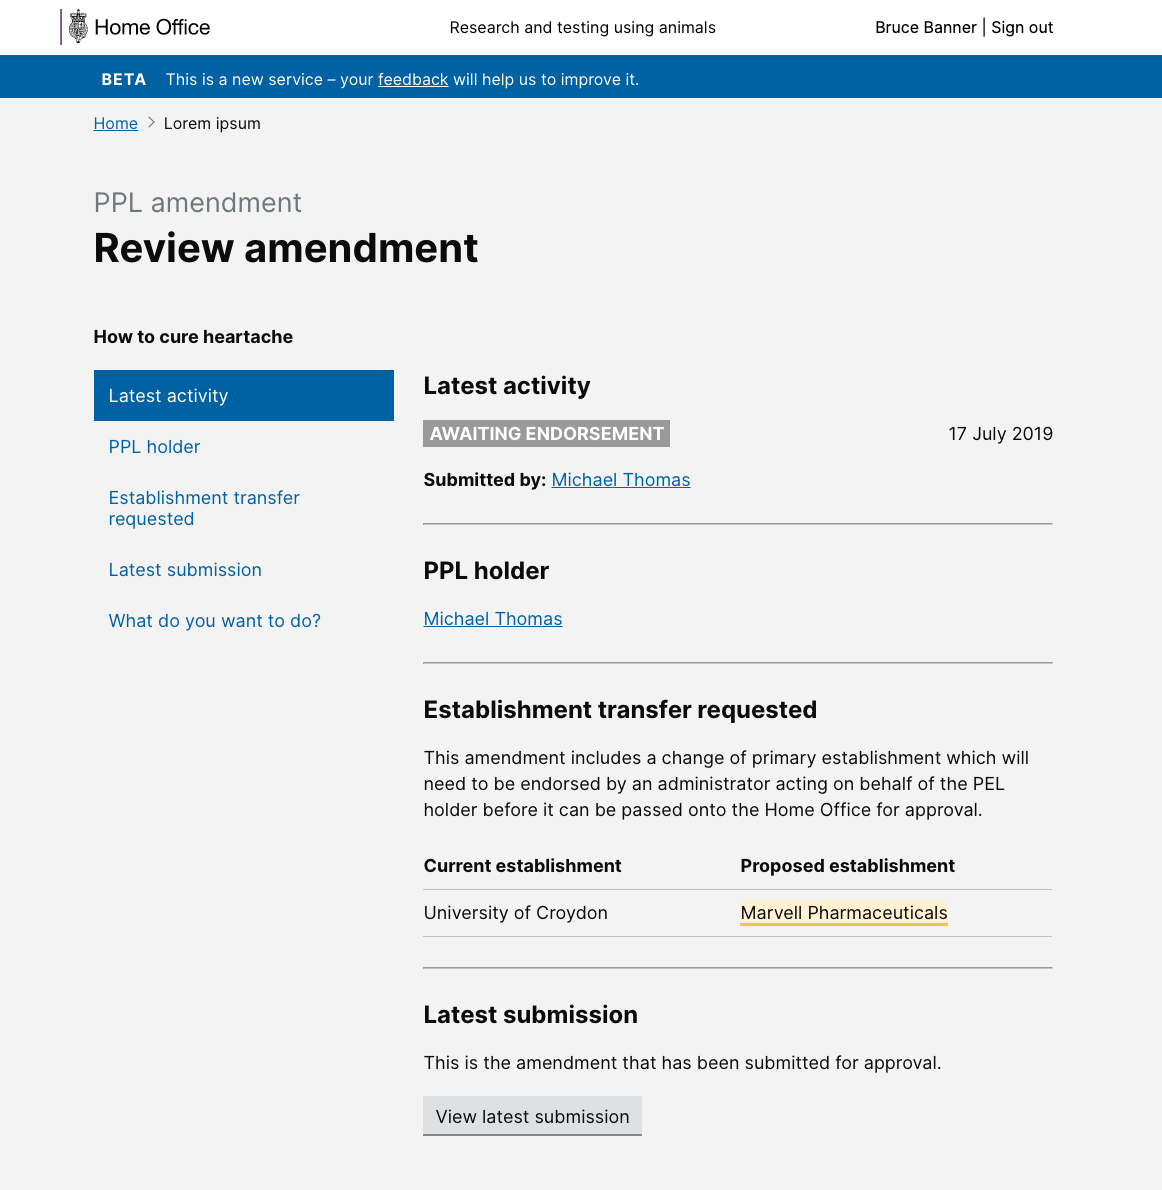 Home Office
Research and testing using animals
Bruce Banner | Sign out
BETA This is a new service – your feedback will help us to improve it.
Home > Lorem ipsum
PPL amendment
Review amendment
How to cure heartache
Latest activity
PPL holder
Establishment transfer
requested
Latest submission
What do you want to do?
Latest activity
AWAITING ENDORSEMENT 17 July 2019
Submitted by: Michael Thomas
PPL holder
Michael Thomas
Establishment transfer requested
This amendment includes a change of primary establishment which will
need to be endorsed by an administrator acting on behalf of the PEL
holder before it can be passed onto the Home Office for approval.
Current establishment Proposed establishment
University of Croydon Marvell Pharmaceuticals
Latest submission
This is the amendment that has been submitted for approval.
View latest submission